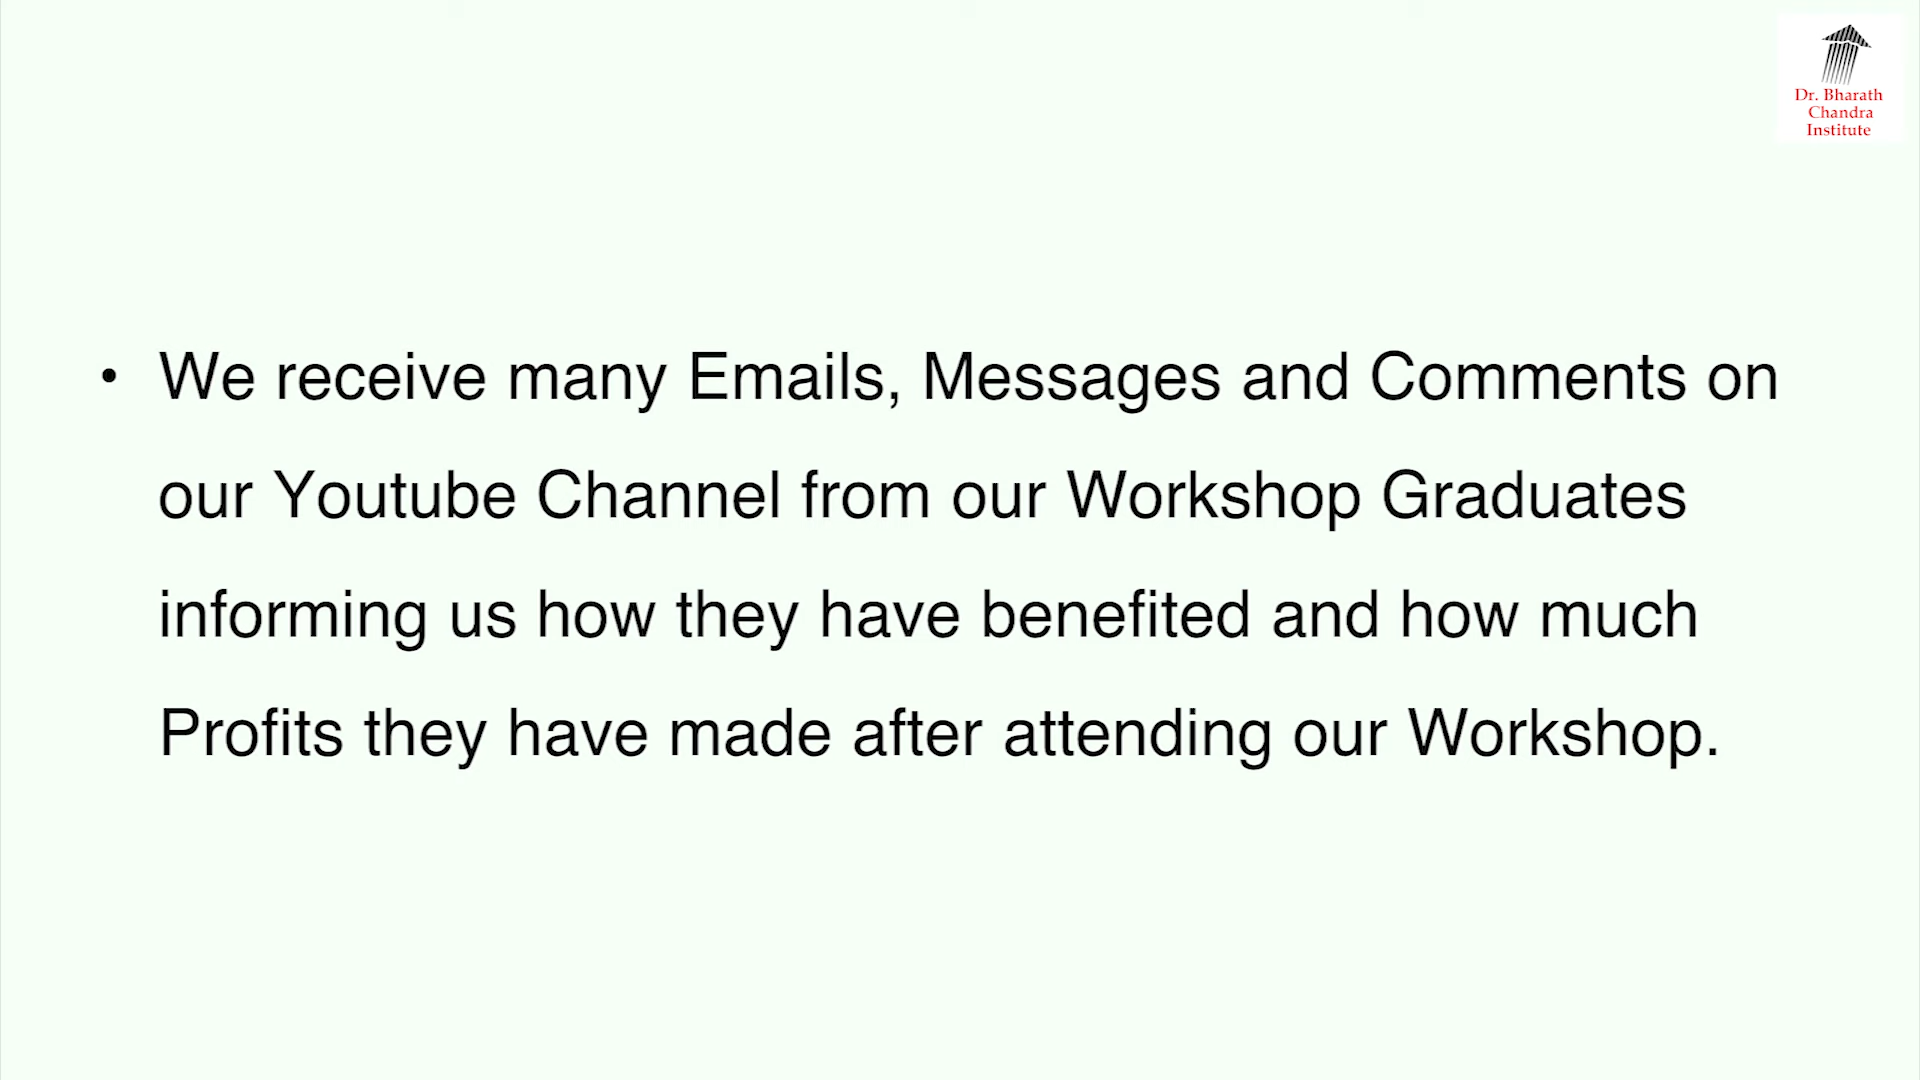 Dr. Bharath
Chandra
Institute
• We receive many Emails, Messages and Comments on
our Youtube Channel from our Workshop Graduates
informing us how they have benefited and how much
Profits they have made after attending our Workshop.